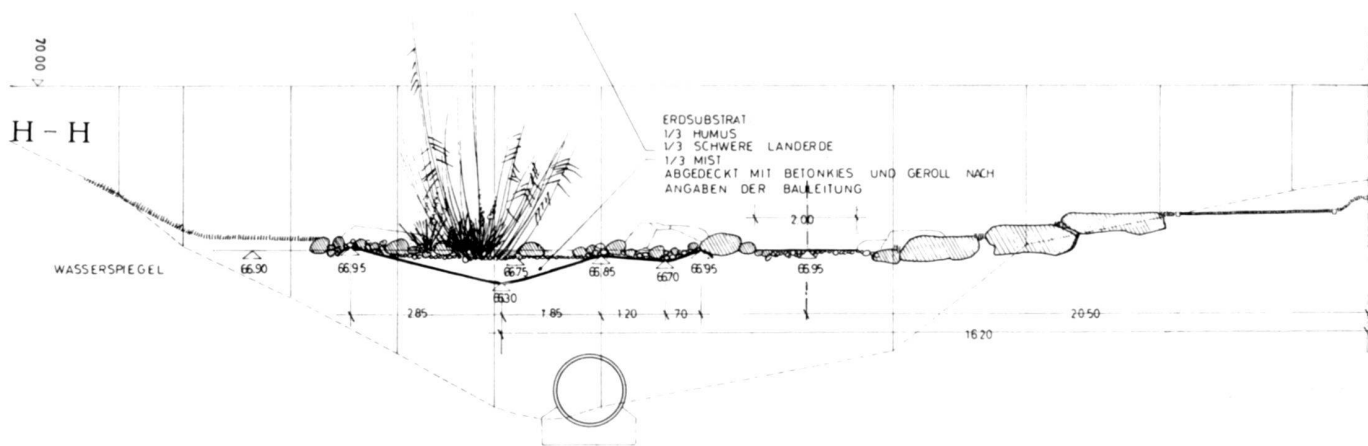 70.00
H - H
ERDSUBSTRAT
1/3 HUMUS
1/3 SCHWERE LANDERDE
1/3 MIST
ABGEDECKT MIT BETONKIES UND GEROLL NACH
ANGABEN DER BAULEITUNG
2.00
WASSERSPIEGEL
66.90
66.95
66.75
66.85
66.70
66.95
66.95
66.30
2.85
1.85
1.20
70
20.50
16.20